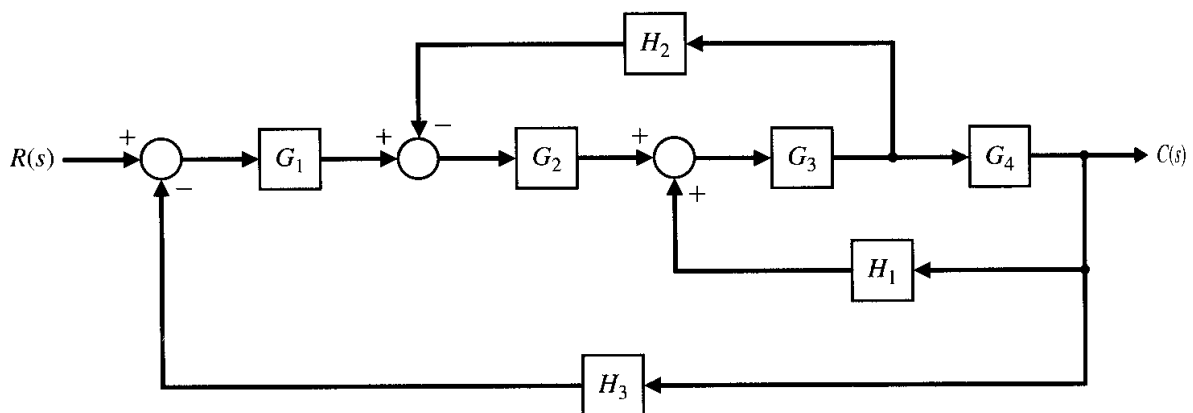 H₂
R(s) + − G₁ + − G₂ + + G₃ G₄ C(s)
H₁
H₃